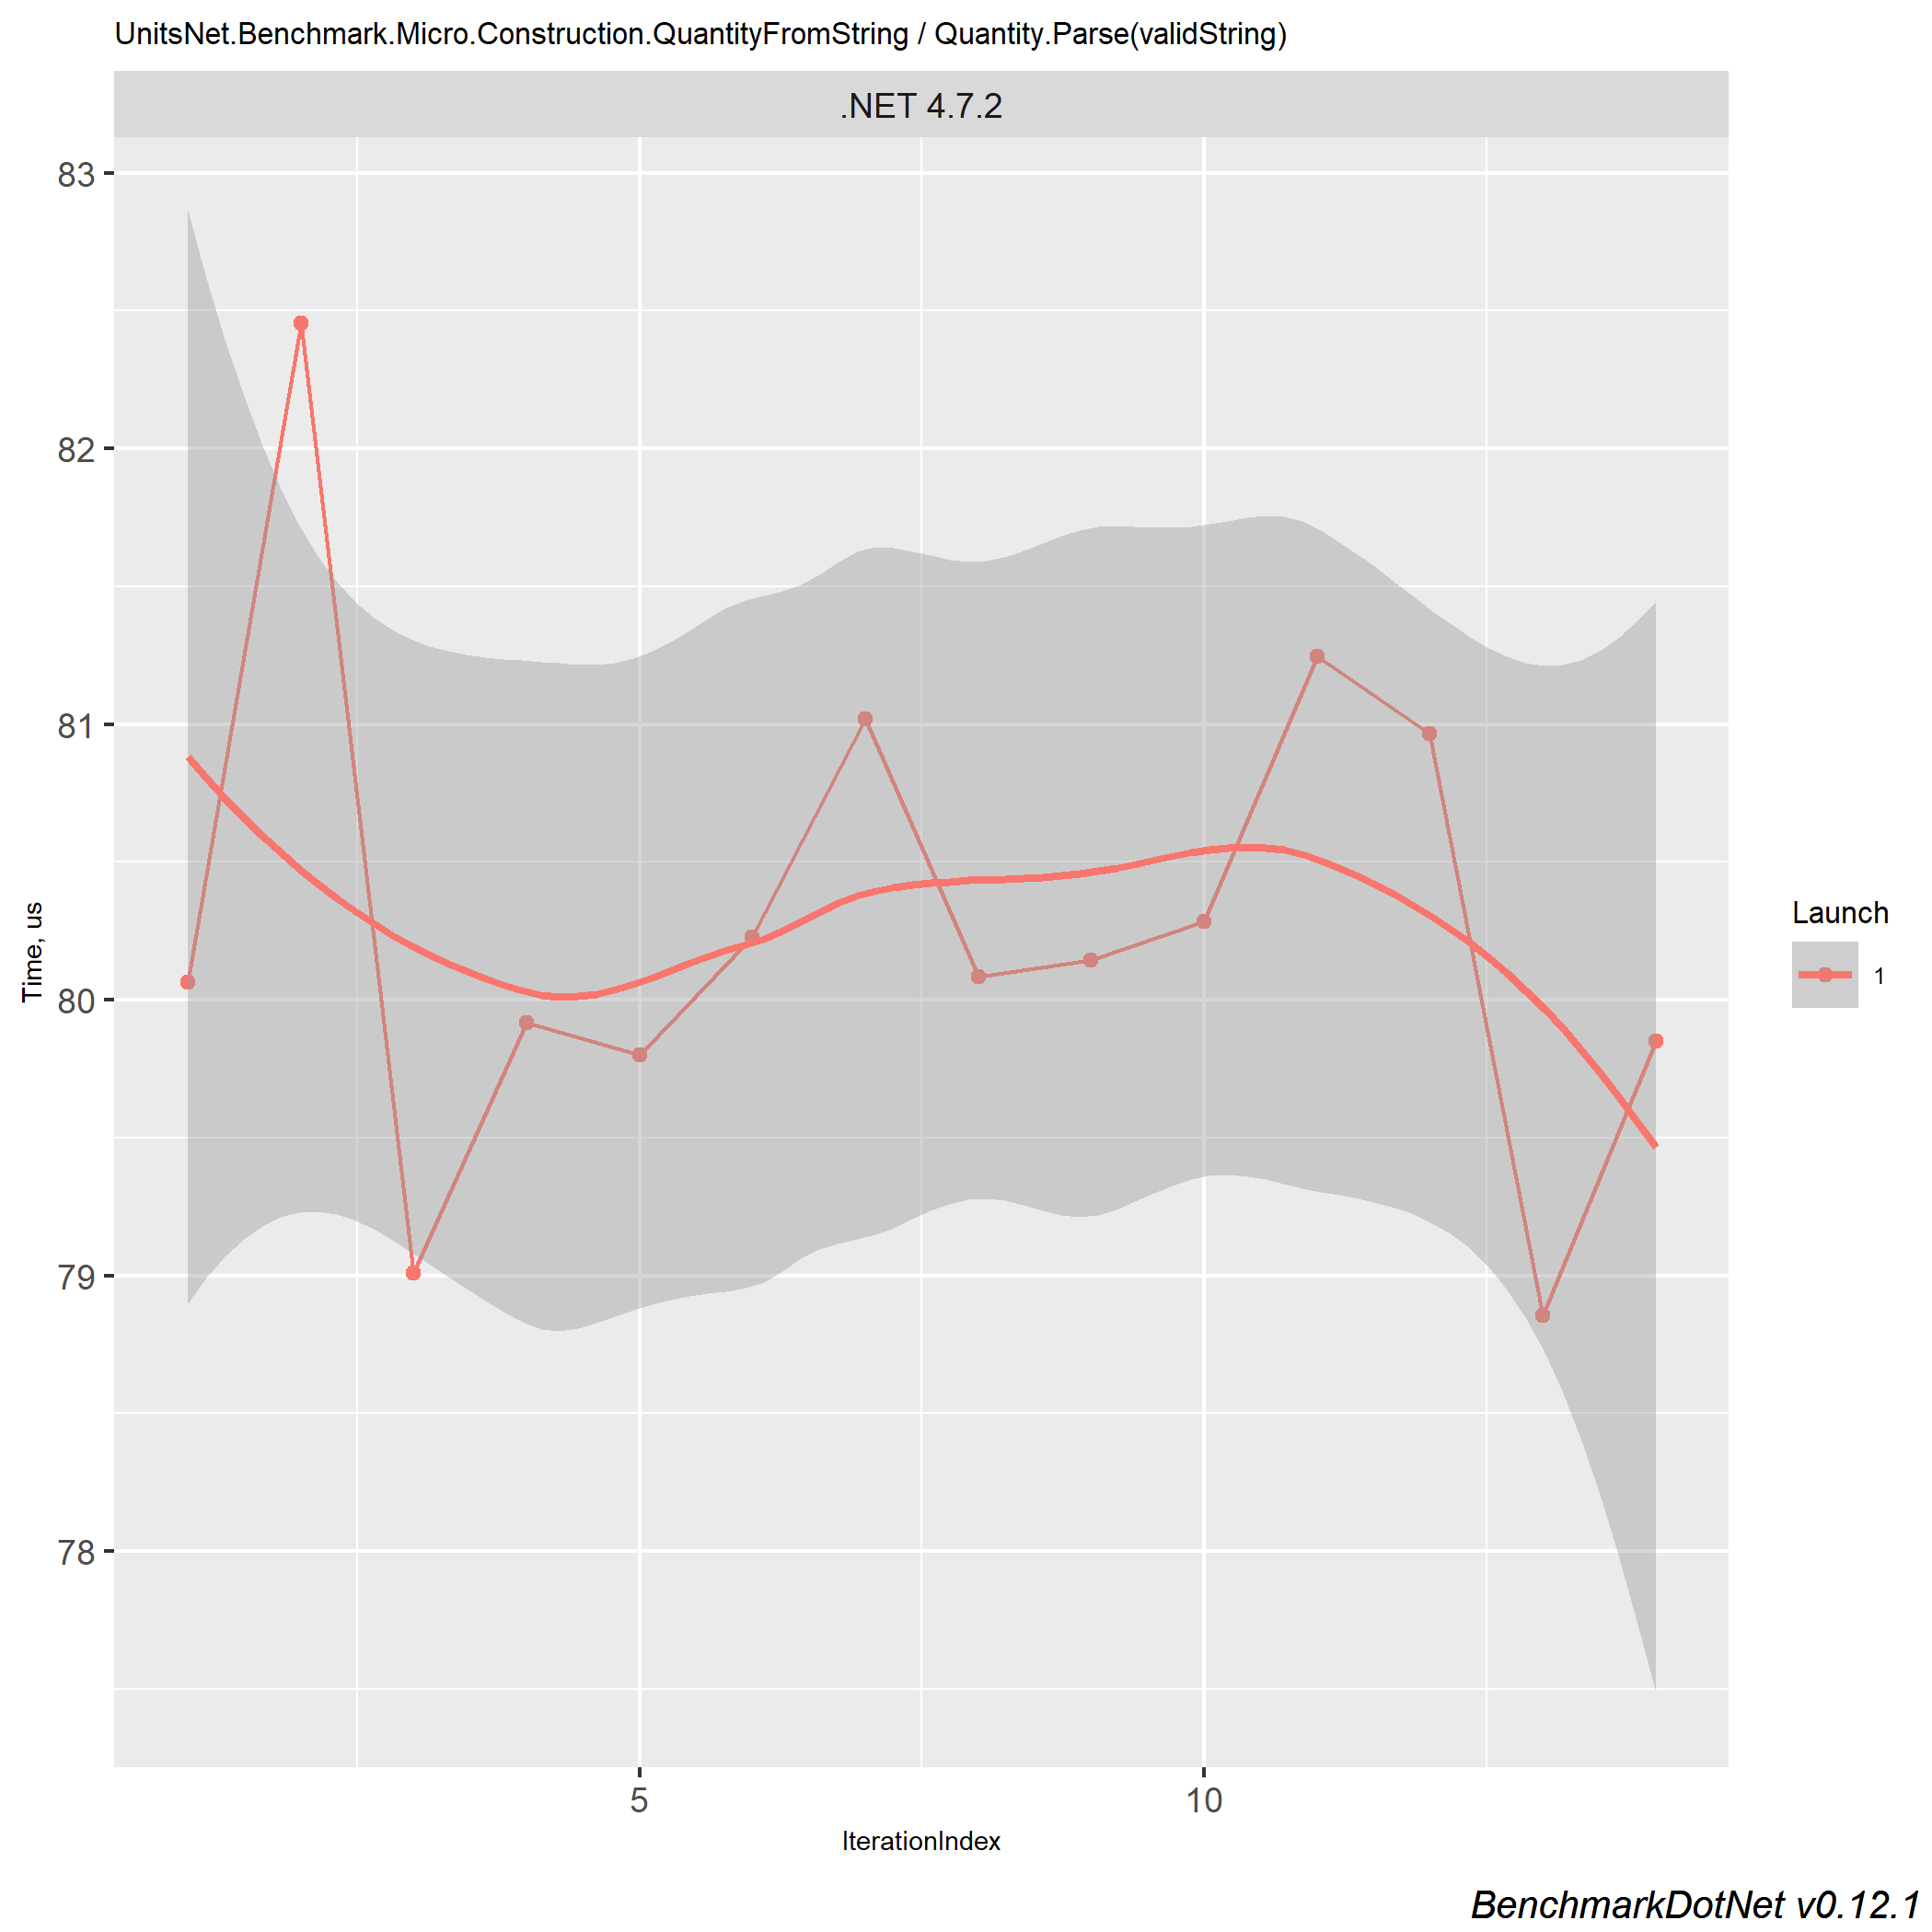 UnitsNet.Benchmark.Micro.Construction.QuantityFromString / Quantity.Parse(validString)
.NET 4.7.2
83
82
81
80
79
78
Time, us
5
10
IterationIndex
Launch
1
BenchmarkDotNet v0.12.1